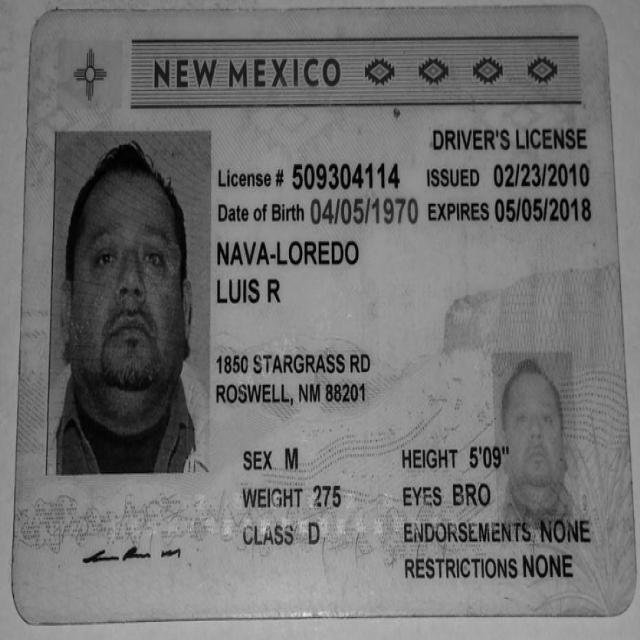 NEW MEXICO
DRIVER'S LICENSE
License # 509304114 ISSUED 02/23/2010
Date of Birth 04/05/1970 EXPIRES 05/05/2018
NAVA-LOREDO
LUIS R
1850 STARGRASS RD
ROSWELL, NM 88201
SEX M HEIGHT 5'09"
WEIGHT 275 EYES BRO
CLASS D ENDORSEMENTS NONE
RESTRICTIONS NONE